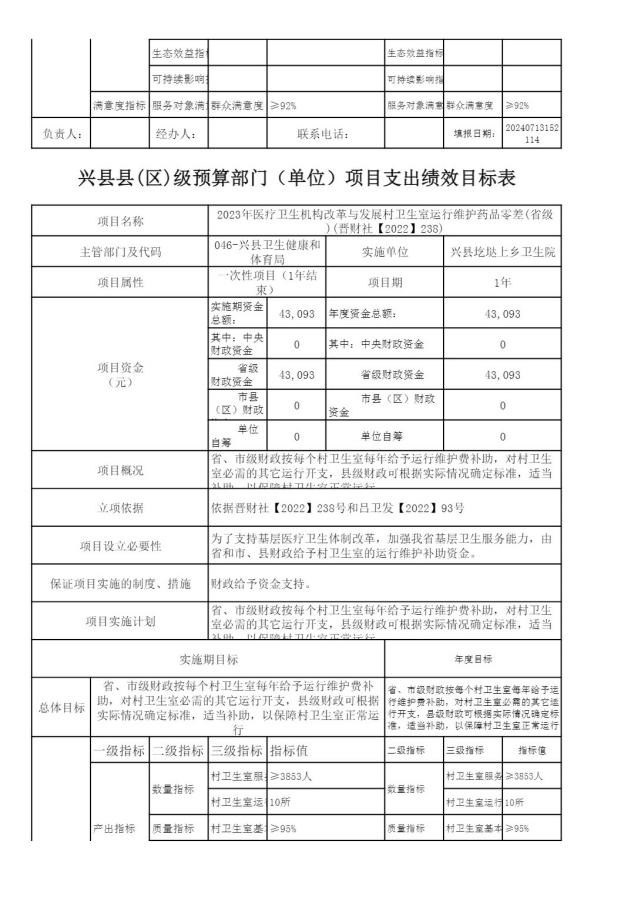 生态效益指 生态效益指标
可持续影响 可持续影响指
满意度指标 服务对象满 群众满意度 ≥92% 服务对象满意 群众满意度 ≥92%
负责人： 经办人： 联系电话： 填报日期： 20240713152
114
兴县县(区)级预算部门（单位）项目支出绩效目标表
项目名称 2023年医疗卫生机构改革与发展村卫生室运行维护药品零差(省级
)(晋财社【2022】238)
主管部门及代码 046-兴县卫生健康和
体育局 实施单位 兴县圪垯上乡卫生院
项目属性 一次性项目（1年结
束） 项目期 1年
项目资金
（元）
实施期资金
总额： 43,093 年度资金总额： 43,093
其中：中央
财政资金 0 其中：中央财政资金 0
省级
财政资金 43,093 省级财政资金 43,093
市县
（区）财政 0 市县（区）财政
资金 0
单位
自筹 0 单位自筹 0
项目概况 省、市级财政按每个村卫生室每年给予运行维护费补助，对村卫生
室必需的其它运行开支，县级财政可根据实际情况确定标准，适当
补助，以保障村卫生室正常运行
立项依据 依据晋财社【2022】238号和吕卫发【2022】93号
项目设立必要性 为了支持基层医疗卫生体制改革，加强我省基层卫生服务能力，由
省和市、县财政给予村卫生室的运行维护补助资金。
保证项目实施的制度、措施 财政给予资金支持。
项目实施计划 省、市级财政按每个村卫生室每年给予运行维护费补助，对村卫生
室必需的其它运行开支，县级财政可根据实际情况确定标准，适当
补助，以保障村卫生室正常运行
实施期目标 年度目标
总体目标 省、市级财政按每个村卫生室每年给予运行维护费补
助，对村卫生室必需的其它运行开支，县级财政可根据
实际情况确定标准，适当补助，以保障村卫生室正常运
行
省、市级财政按每个村卫生室每年给予运
行维护费补助，对村卫生室必需的其它运
行开支，县级财政可根据实际情况确定标
准，适当补助，以保障村卫生室正常运行
一级指标 二级指标 三级指标 指标值 二级指标 三级指标 指标值
产出指标 数量指标 村卫生室服 ≥3853人 数量指标 村卫生室服务 ≥3853人
村卫生室运 10所 村卫生室运行 10所
质量指标 村卫生室基 ≥95% 质量指标 村卫生室基本 ≥95%